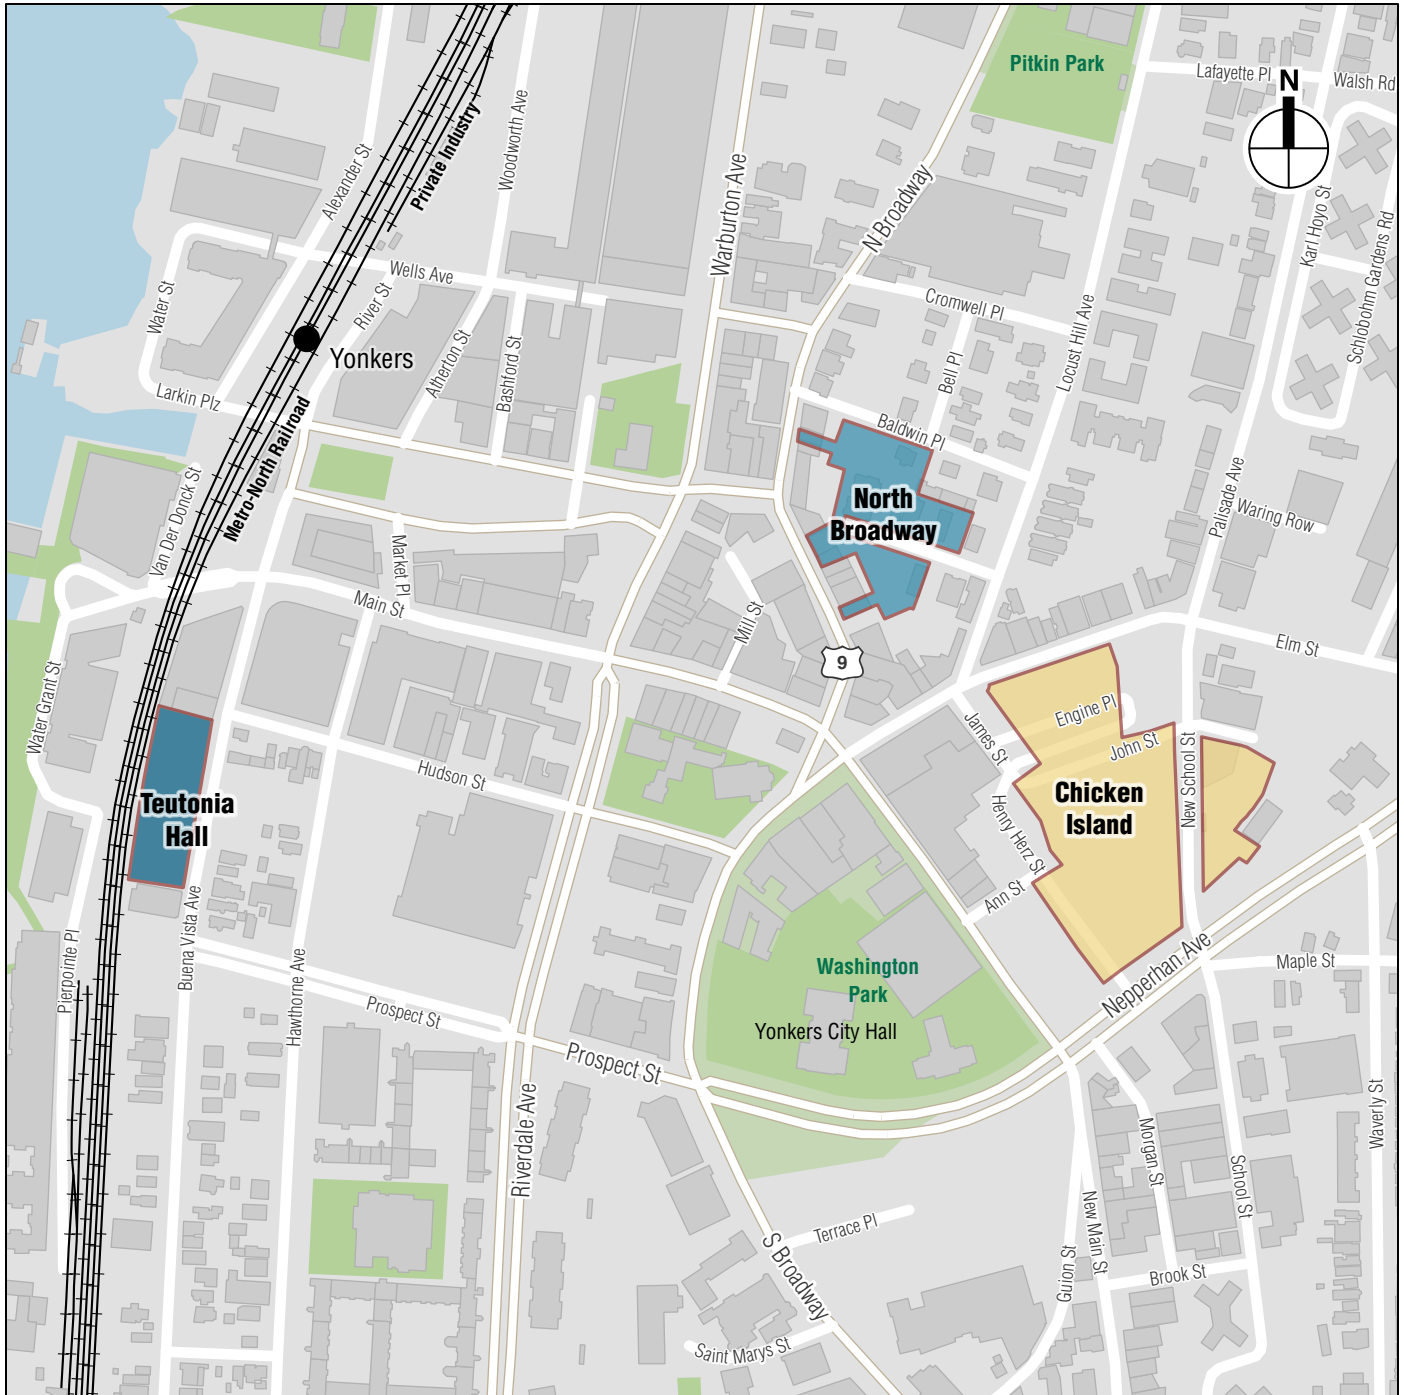 Pitkin Park
Lafayette Pl
Walsh Rd
N
Private Industry
Woodworth Ave
Alexander St
Warburton Ave
N Broadway
Karl Hoyo St
Schlobohm Gardens Rd
Wells Ave
Water St
River St
Cromwell Pl
Locust Hill Ave
Yonkers
Atherton St
Bashford St
Bell Pl
Larkin Plz
Baldwin Pl
Metro-North Railroad
Van Der Donck St
North
Broadway
Palisade Ave
Waring Row
Market Pl
Main St
Mill St
9
Elm St
Water Grant St
Engine Pl
James St
John St
New School St
Hudson St
Teutonia
Hall
Chicken
Island
Henry Herz St
Ann St
Buena Vista Ave
Pierpointe Pl
Hawthorne Ave
Washington
Park
Nepperhan Ave
Maple St
Prospect St
Yonkers City Hall
Prospect St
Riverdale Ave
Waverly St
Morgan St
School St
New Main St
Terrace Pl
S Broadway
Guion St
Brook St
Saint Marys St